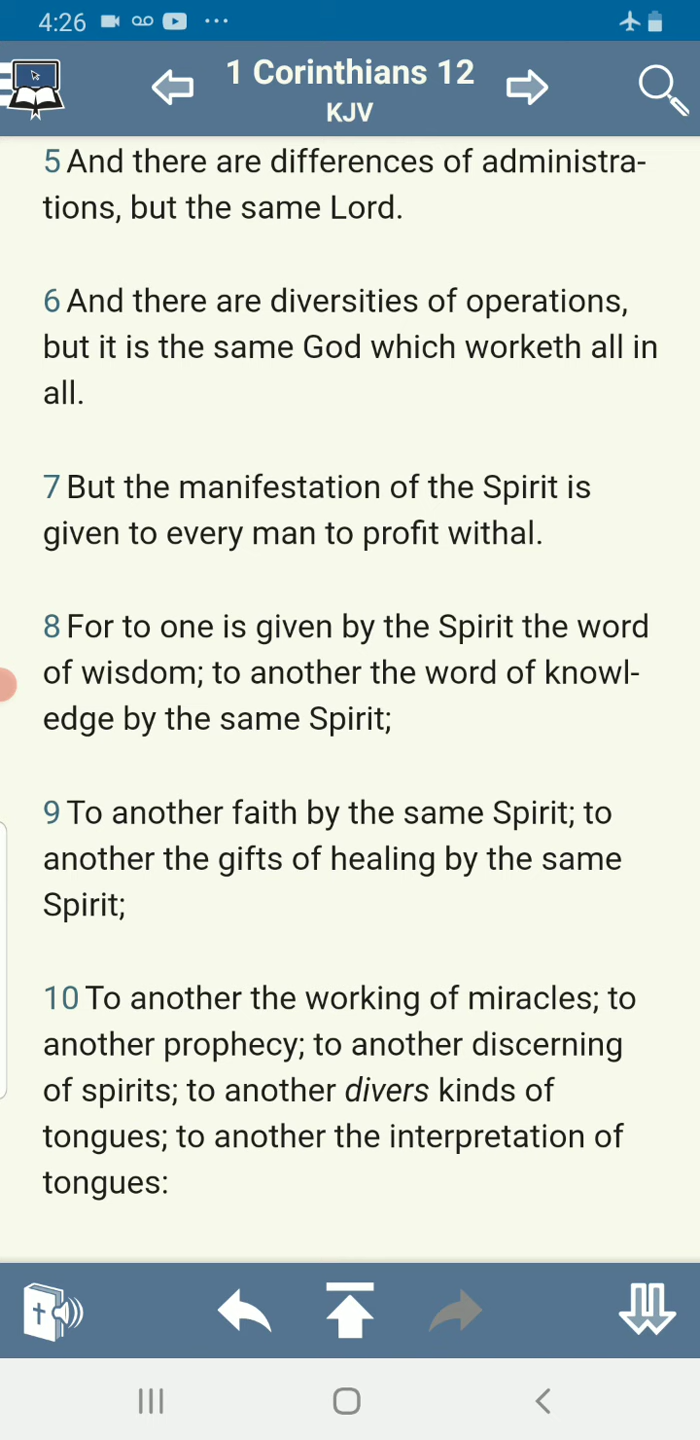 4:26
1 Corinthians 12
KJV
5 And there are differences of administra-
tions, but the same Lord.
6 And there are diversities of operations,
but it is the same God which worketh all in
all.
7 But the manifestation of the Spirit is
given to every man to profit withal.
8 For to one is given by the Spirit the word
of wisdom; to another the word of knowl-
edge by the same Spirit;
9 To another faith by the same Spirit; to
another the gifts of healing by the same
Spirit;
10 To another the working of miracles; to
another prophecy; to another discerning
of spirits; to another divers kinds of
tongues; to another the interpretation of
tongues: